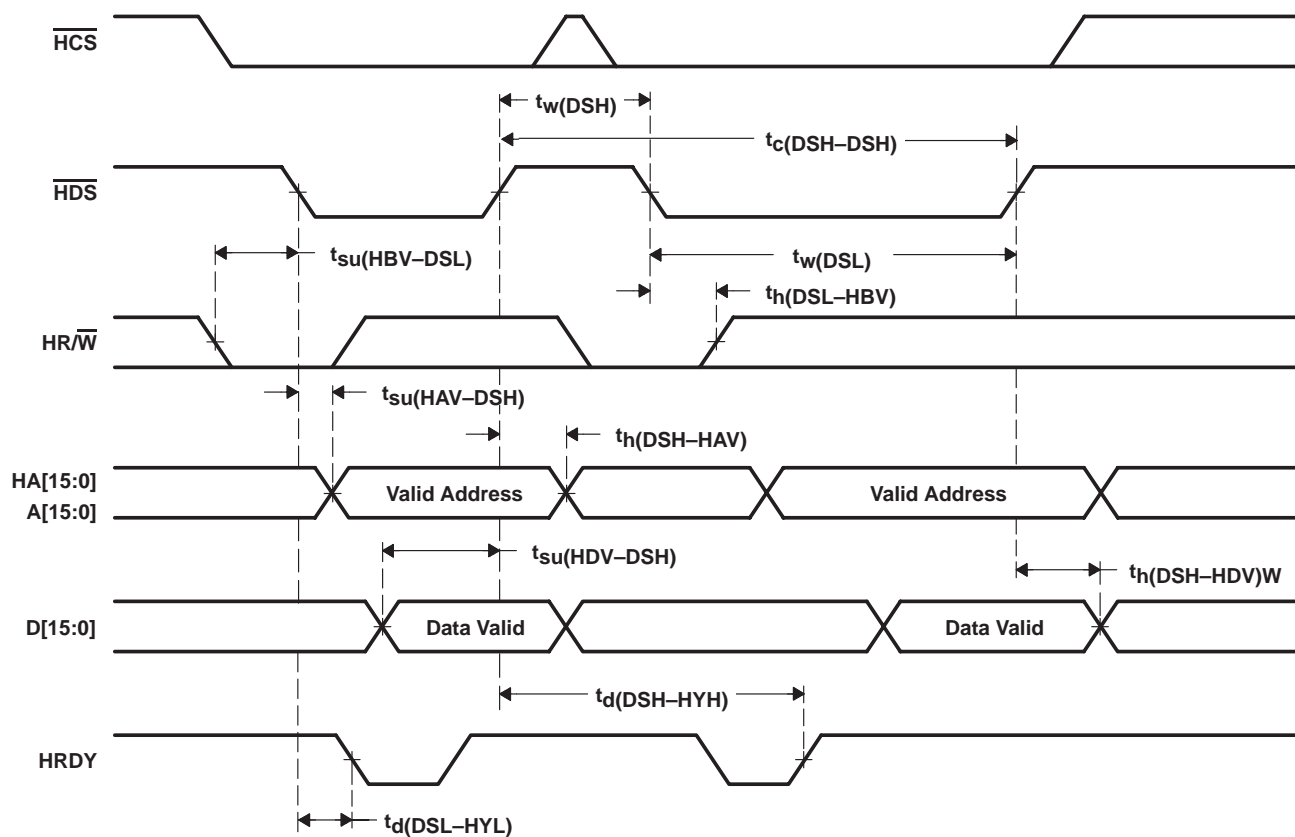 HCS
tw(DSH)
tc(DSH–DSH)
HDS
tsu(HBV–DSL)
tw(DSL)
th(DSL–HBV)
HR/W
tsu(HAV–DSH)
th(DSH–HAV)
HA[15:0]
A[15:0]
Valid Address
Valid Address
tsu(HDV–DSH)
th(DSH–HDV)W
D[15:0]
Data Valid
Data Valid
td(DSH–HYH)
HRDY
td(DSL–HYL)